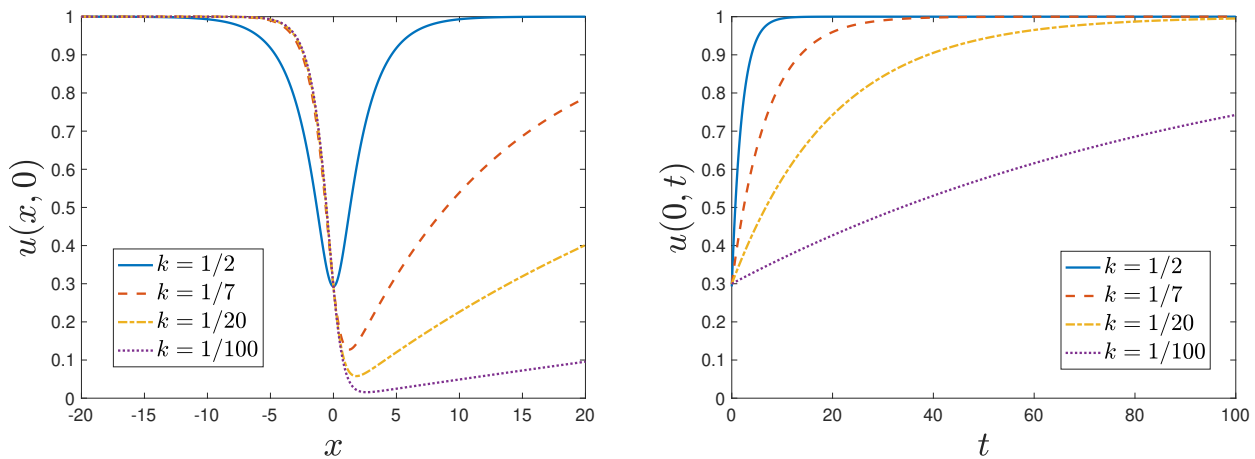 1
0.9
0.8
0.7
0.6
0.5
0.4
0.3
0.2
0.1
0
u(x, 0)
k = 1/2
k = 1/7
k = 1/20
k = 1/100
-20 -15 -10 -5 0 5 10 15 20
x
1
0.9
0.8
0.7
0.6
0.5
0.4
0.3
0.2
0.1
0
u(0, t)
k = 1/2
k = 1/7
k = 1/20
k = 1/100
0 20 40 60 80 100
t